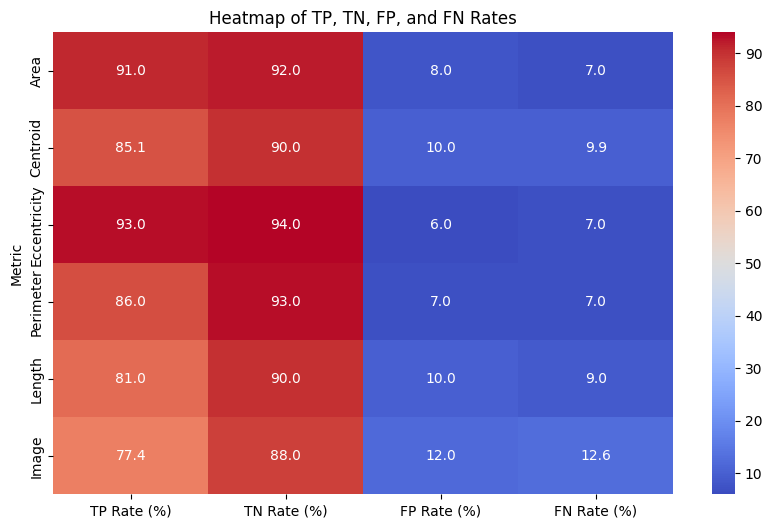 Heatmap of TP, TN, FP, and FN Rates
Metric
Area 91.0 92.0 8.0 7.0
Centroid 85.1 90.0 10.0 9.9
Eccentricity 93.0 94.0 6.0 7.0
Perimeter 86.0 93.0 7.0 7.0
Length 81.0 90.0 10.0 9.0
Image 77.4 88.0 12.0 12.6
TP Rate (%) TN Rate (%) FP Rate (%) FN Rate (%)
90
80
70
60
50
40
30
20
10